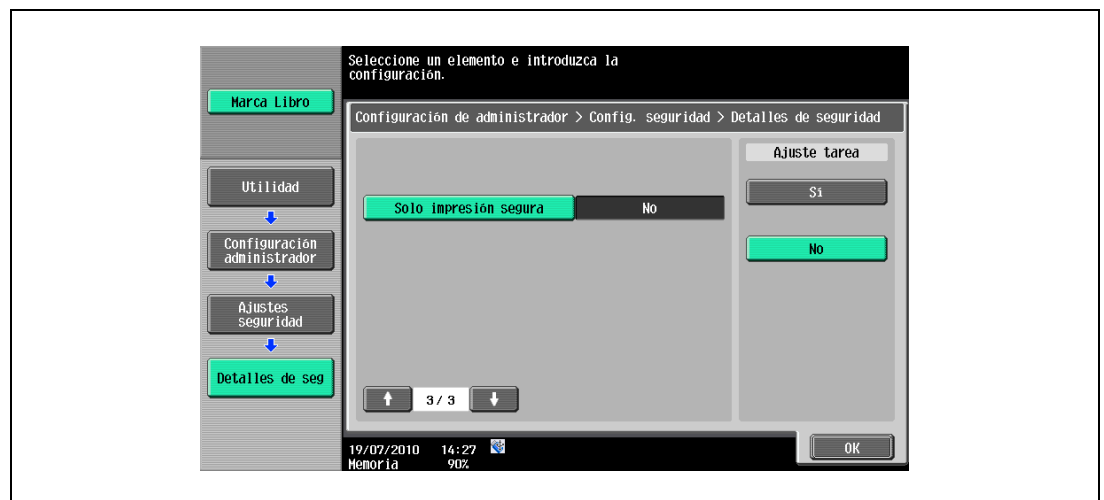 Seleccione un elemento e introduzca la
configuración.
Marca Libro
Configuración de administrador > Config. seguridad > Detalles de seguridad
Ajuste tarea
Utilidad
Sí
Solo impresión segura
No
No
Configuración
administrador
Ajustes
seguridad
Detalles de seg
3/ 3
19/07/2010 14:27
Memoria 90%
OK